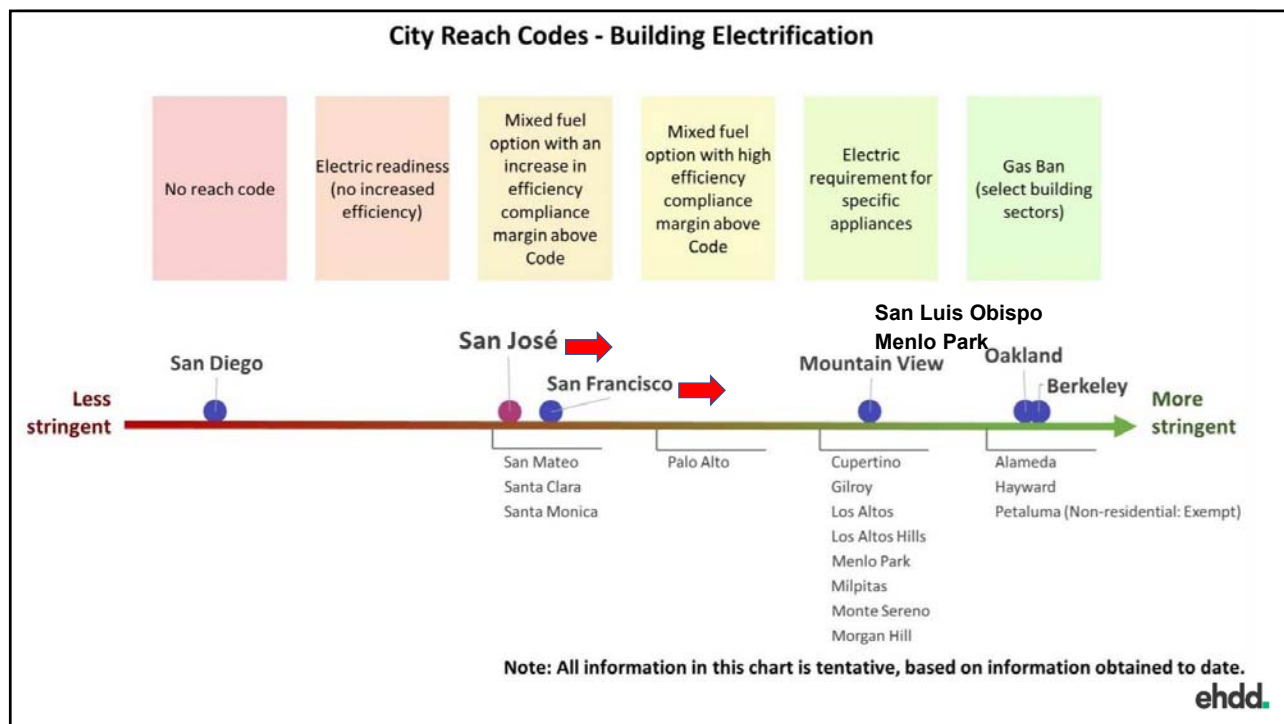 City Reach Codes - Building Electrification
No reach code
Electric readiness
(no increased
efficiency)
Mixed fuel
option with an
increase in
efficiency
compliance
margin above
Code
Mixed fuel
option with high
efficiency
compliance
margin above
Code
Electric
requirement for
specific
appliances
Gas Ban
(select building
sectors)
San Luis Obispo
Menlo Park
San José
San Diego
San Francisco
Mountain View
Oakland
Berkeley
Less
stringent
More
stringent
San Mateo
Santa Clara
Santa Monica
Palo Alto
Cupertino
Gilroy
Los Altos
Los Altos Hills
Menlo Park
Milpitas
Monte Sereno
Morgan Hill
Alameda
Hayward
Petaluma (Non-residential: Exempt)
Note: All information in this chart is tentative, based on information obtained to date.
ehdd.